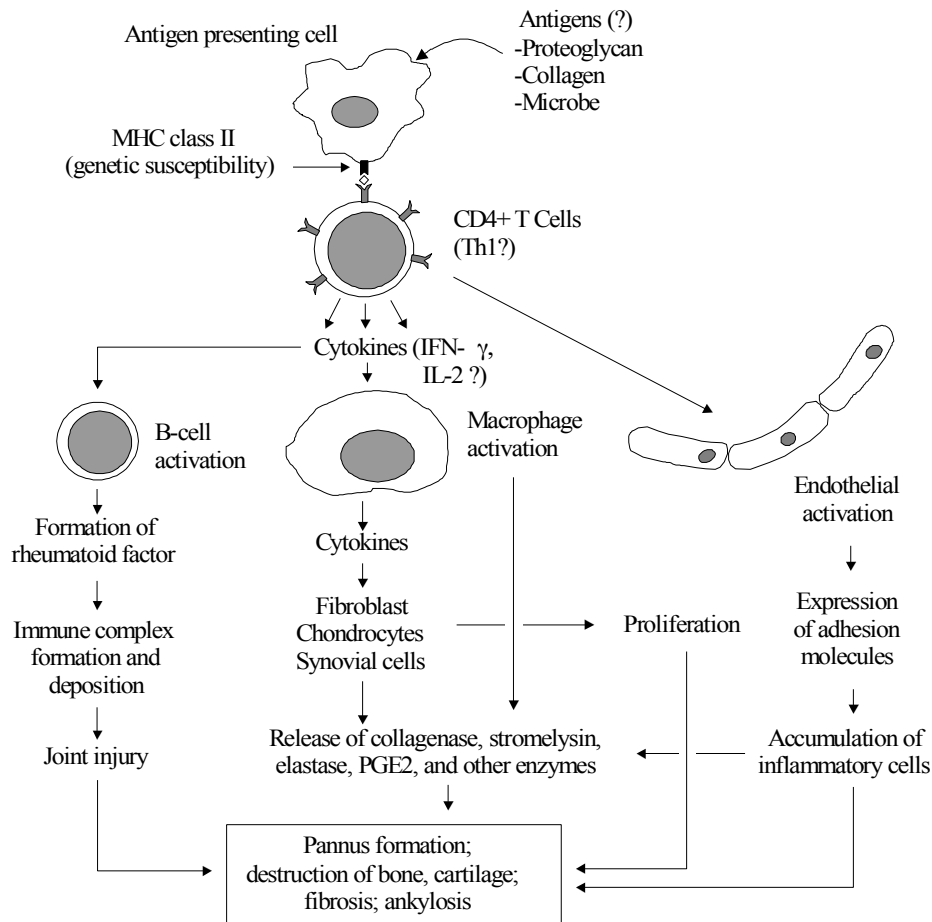 Antigen presenting cell
Antigens (?)
-Proteoglycan
-Collagen
-Microbe
MHC class II
(genetic susceptibility)
CD4+ T Cells
(Th1?)
Cytokines (IFN- γ,
IL-2 ?)
B-cell
activation
Macrophage
activation
Endothelial
activation
Formation of
rheumatoid factor
Cytokines
Immune complex
formation and
deposition
Fibroblast
Chondrocytes
Synovial cells
Proliferation
Expression
of adhesion
molecules
Joint injury
Release of collagenase, stromelysin,
elastase, PGE2, and other enzymes
Accumulation of
inflammatory cells
Pannus formation;
destruction of bone, cartilage;
fibrosis; ankylosis